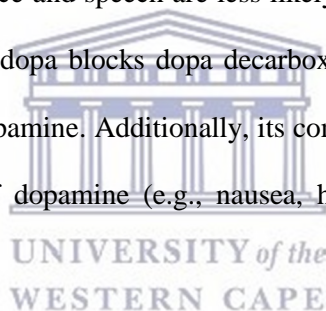 ce and speech are less likely
dopa blocks dopa decarbox
pamine. Additionally, its con
dopamine (e.g., nausea, h
UNIVERSITY of the
WESTERN CAPE